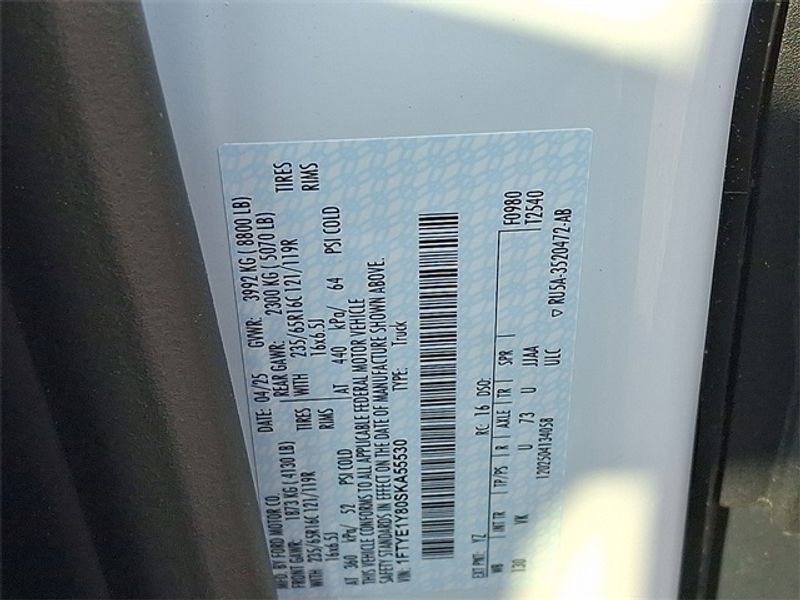 MFD. BY FORD MOTOR CO.
DATE: 04/25 GVWR: 3992 KG ( 8800 LB)
FRONT GAWR: 1873 KG ( 4130 LB) REAR GAWR: 2300 KG ( 5070 LB)
WITH 235/65R16C 121/119R TIRES WITH 235/65R16C 121/119R TIRES
16x6.5J RIMS 16x6.5J RIMS
AT 360 kPa/ 52 PSI COLD AT 440 kPa/ 64 PSI COLD
THIS VEHICLE CONFORMS TO ALL APPLICABLE FEDERAL MOTOR VEHICLE
SAFETY STANDARDS IN EFFECT ON THE DATE OF MANUFACTURE SHOWN ABOVE.
VIN: 1FTYE1Y80SKA55530 TYPE: Truck
F0980
T2540
EXT PNT: YZ RC: 16 DSO:
WB INT TR TP/PS R AXLE TR SPR
130 VK U 73 U JJAA
ULC
120250413405B ▽ RU5A-3520472-AB